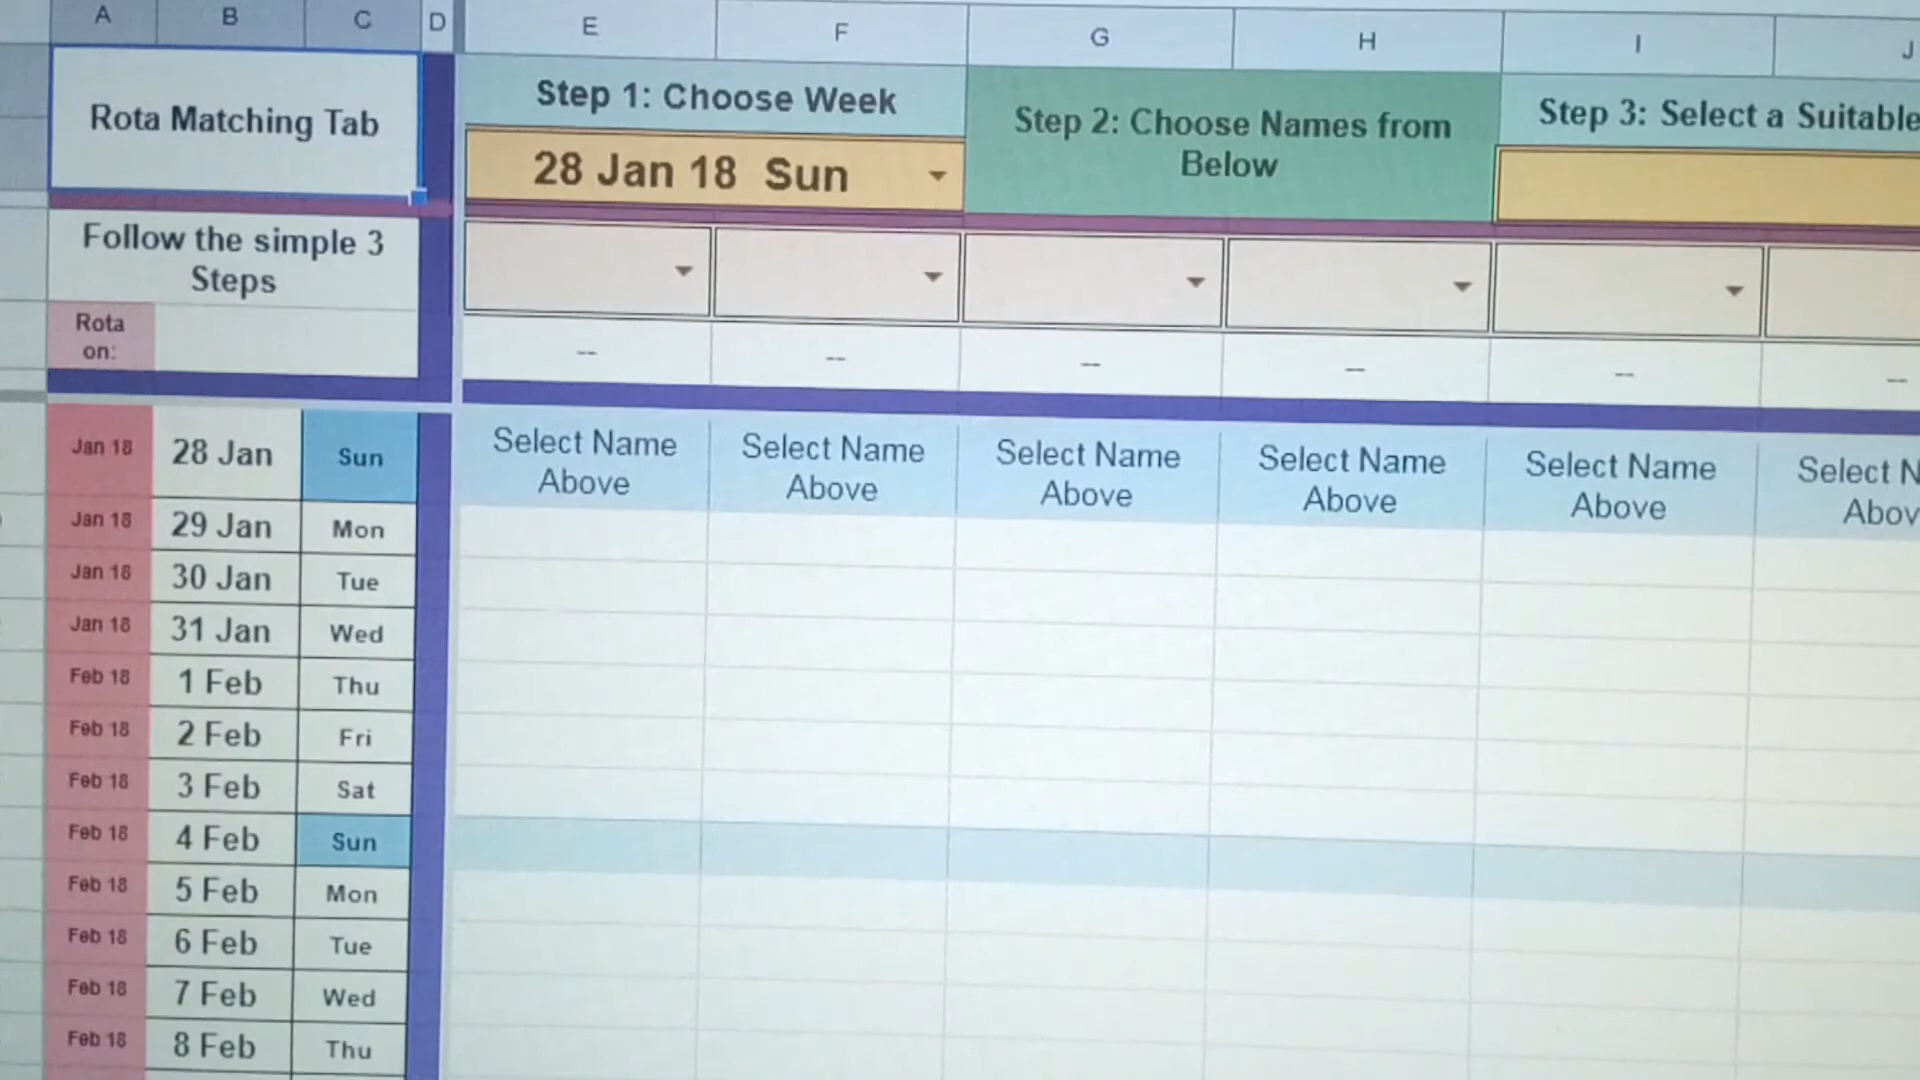 A B C D E F G H I J
Rota Matching Tab
Step 1: Choose Week
28 Jan 18 Sun
Step 2: Choose Names from
Below
Step 3: Select a Suitable
Follow the simple 3
Steps
Rota
on:
-- -- -- -- -- --
Jan 18 28 Jan Sun
Select Name
Above
Select Name
Above
Select Name
Above
Select Name
Above
Select Name
Above
Select N
Abov
Jan 18 29 Jan Mon
Jan 18 30 Jan Tue
Jan 18 31 Jan Wed
Feb 18 1 Feb Thu
Feb 18 2 Feb Fri
Feb 18 3 Feb Sat
Feb 18 4 Feb Sun
Feb 18 5 Feb Mon
Feb 18 6 Feb Tue
Feb 18 7 Feb Wed
Feb 18 8 Feb Thu